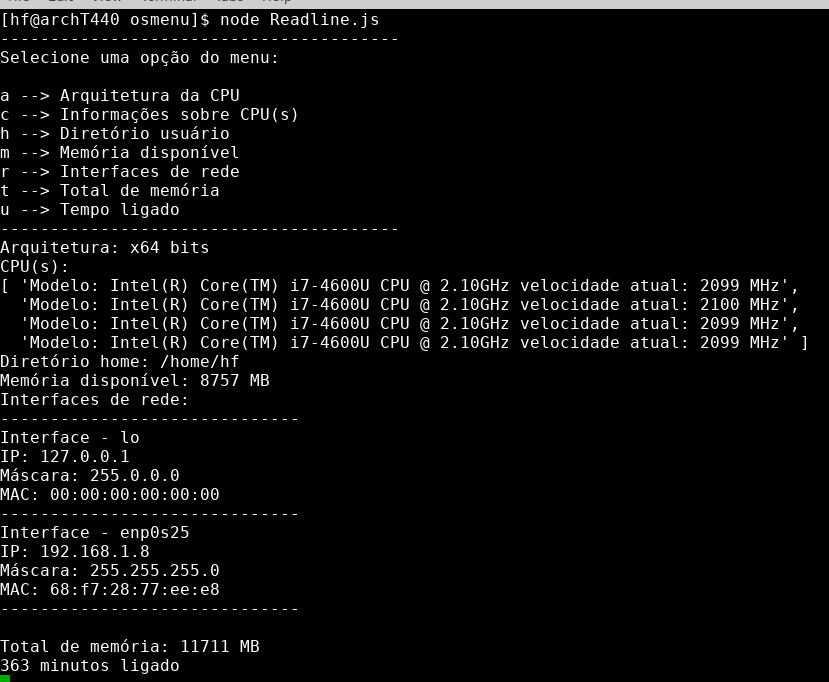 File Edit View Terminal Tabs Help
[hf@archT440 osmenu]$ node Readline.js
----------------------------------------
Selecione uma opção do menu:
a --> Arquitetura da CPU
c --> Informações sobre CPU(s)
h --> Diretório usuário
m --> Memória disponível
r --> Interfaces de rede
t --> Total de memória
u --> Tempo ligado
----------------------------------------
Arquitetura: x64 bits
CPU(s):
[ 'Modelo: Intel(R) Core(TM) i7-4600U CPU @ 2.10GHz velocidade atual: 2099 MHz',
'Modelo: Intel(R) Core(TM) i7-4600U CPU @ 2.10GHz velocidade atual: 2100 MHz',
'Modelo: Intel(R) Core(TM) i7-4600U CPU @ 2.10GHz velocidade atual: 2099 MHz',
'Modelo: Intel(R) Core(TM) i7-4600U CPU @ 2.10GHz velocidade atual: 2099 MHz' ]
Diretório home: /home/hf
Memória disponível: 8757 MB
Interfaces de rede:
------------------------------
Interface - lo
IP: 127.0.0.1
Máscara: 255.0.0.0
MAC: 00:00:00:00:00:00
------------------------------
Interface - enp0s25
IP: 192.168.1.8
Máscara: 255.255.255.0
MAC: 68:f7:28:77:ee:e8
------------------------------
Total de memória: 11711 MB
363 minutos ligado